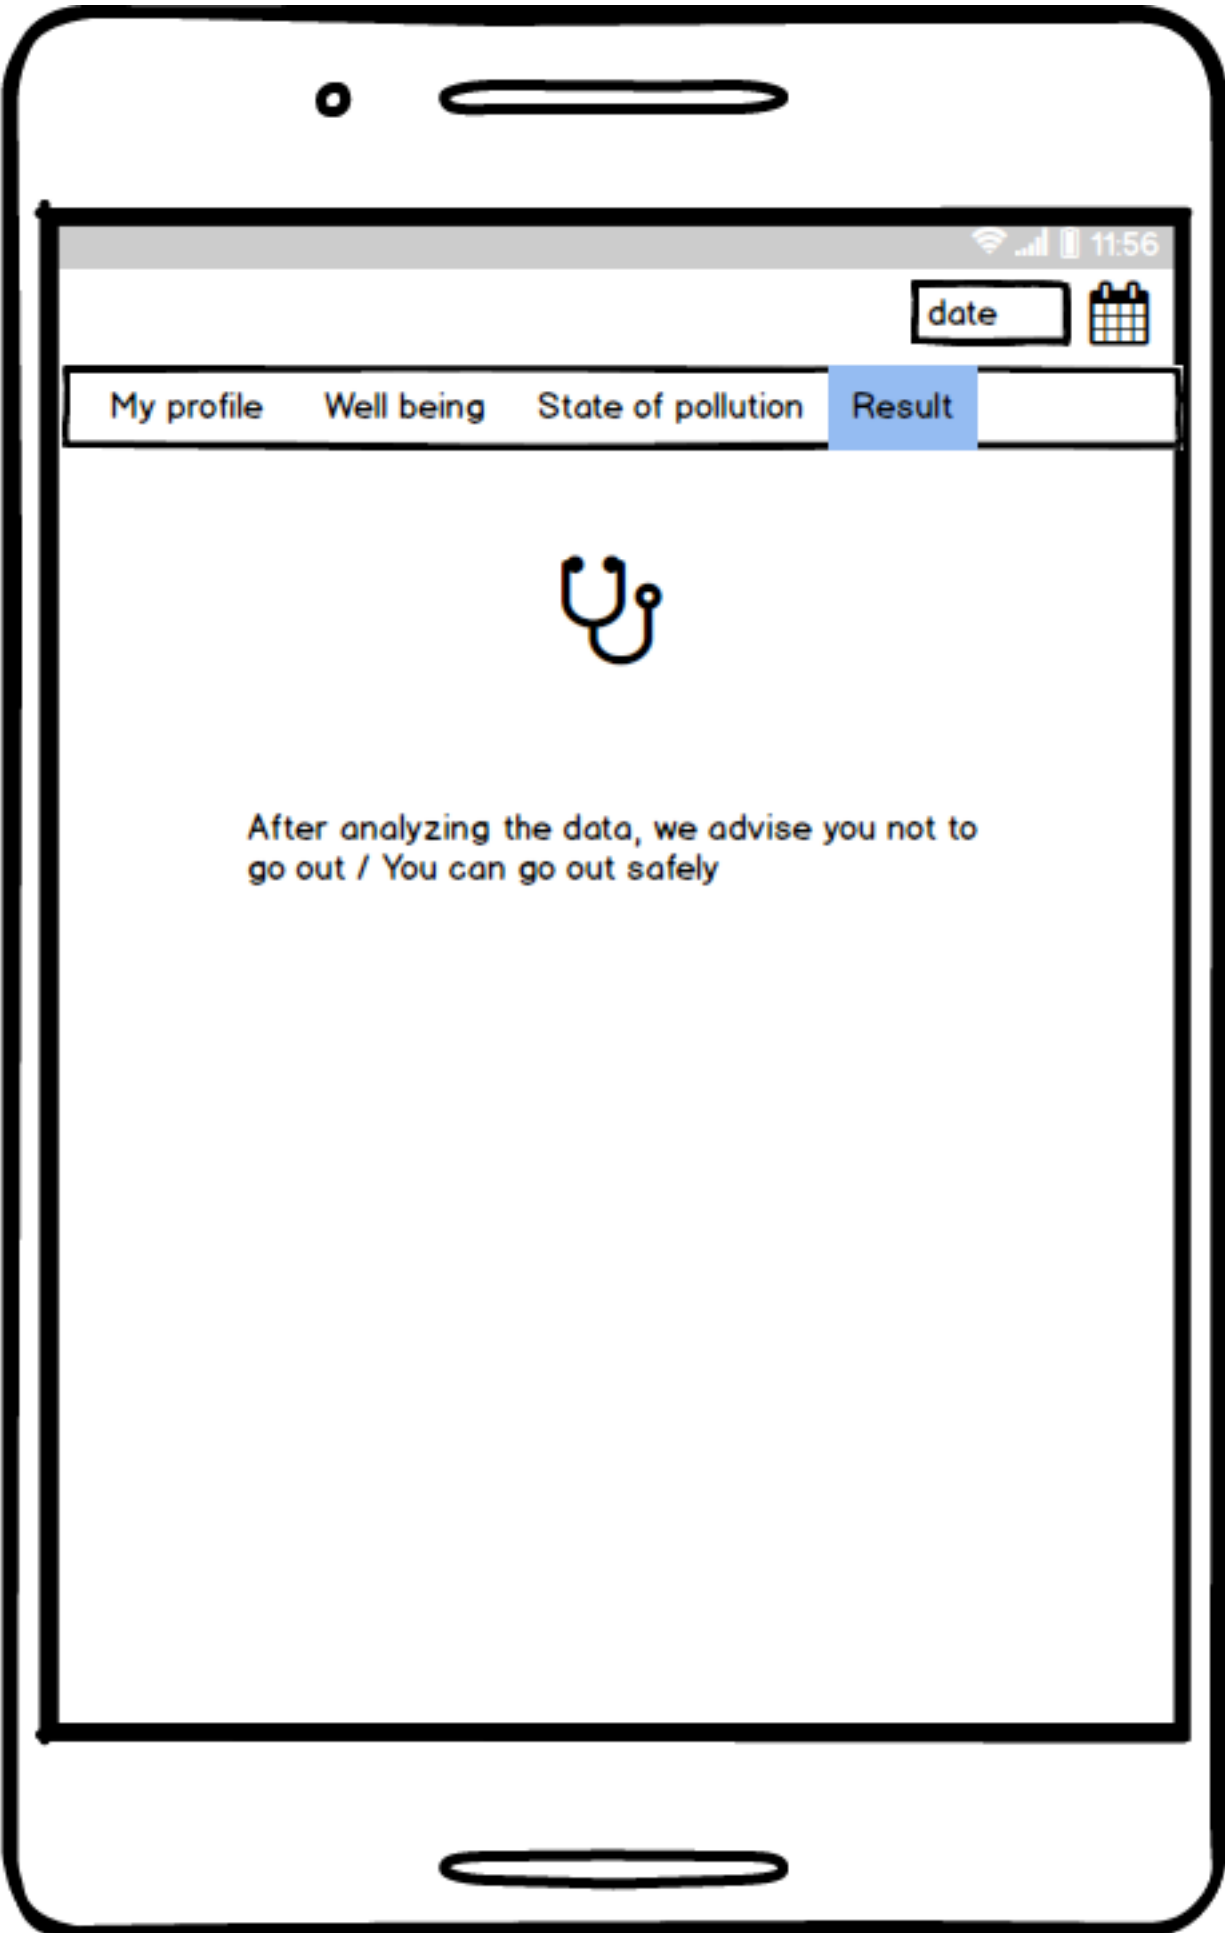 11:56
date
My profile Well being State of pollution Result
After analyzing the data, we advise you not to
go out / You can go out safely